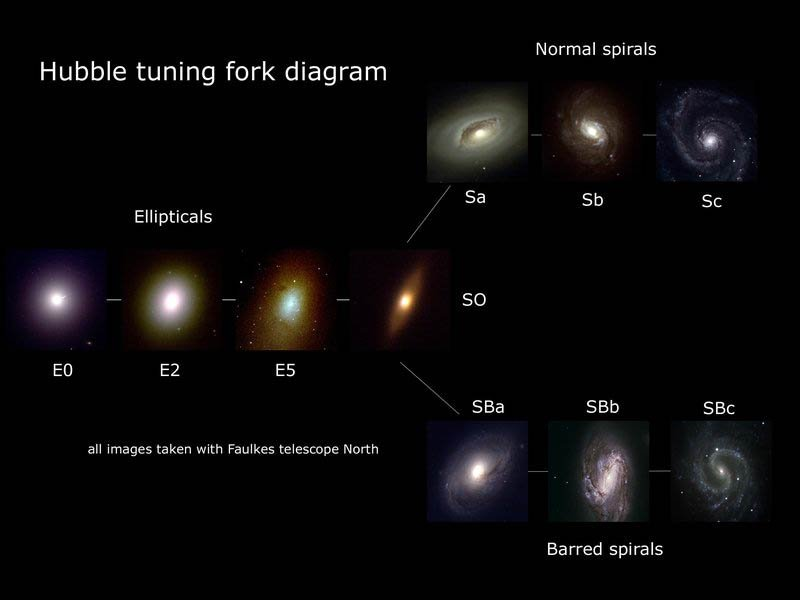 Hubble tuning fork diagram
Normal spirals
Sa
Sb
Sc
Ellipticals
SO
E0
E2
E5
SBa
SBb
SBc
all images taken with Faulkes telescope North
Barred spirals